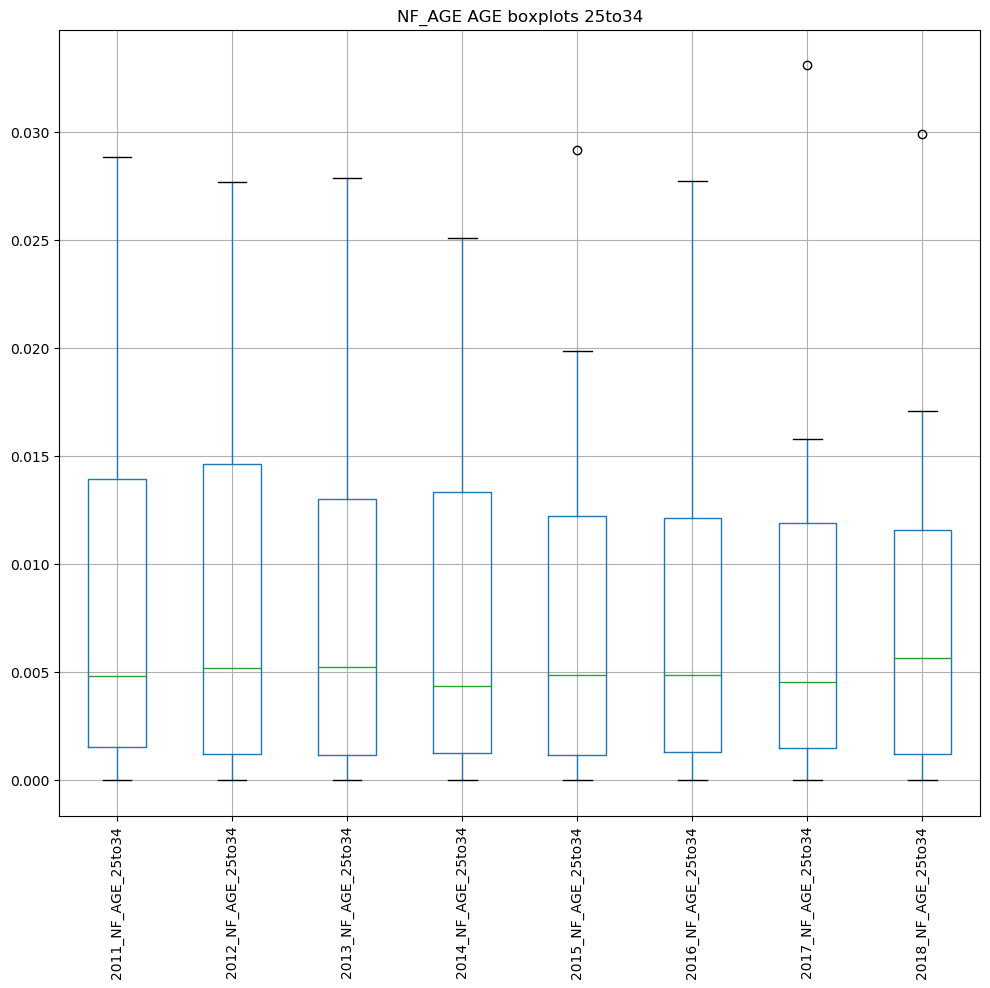 NF_AGE AGE boxplots 25to34
0.030
0.025
0.020
0.015
0.010
0.005
0.000
2011_NF_AGE_25to34
2012_NF_AGE_25to34
2013_NF_AGE_25to34
2014_NF_AGE_25to34
2015_NF_AGE_25to34
2016_NF_AGE_25to34
2017_NF_AGE_25to34
2018_NF_AGE_25to34